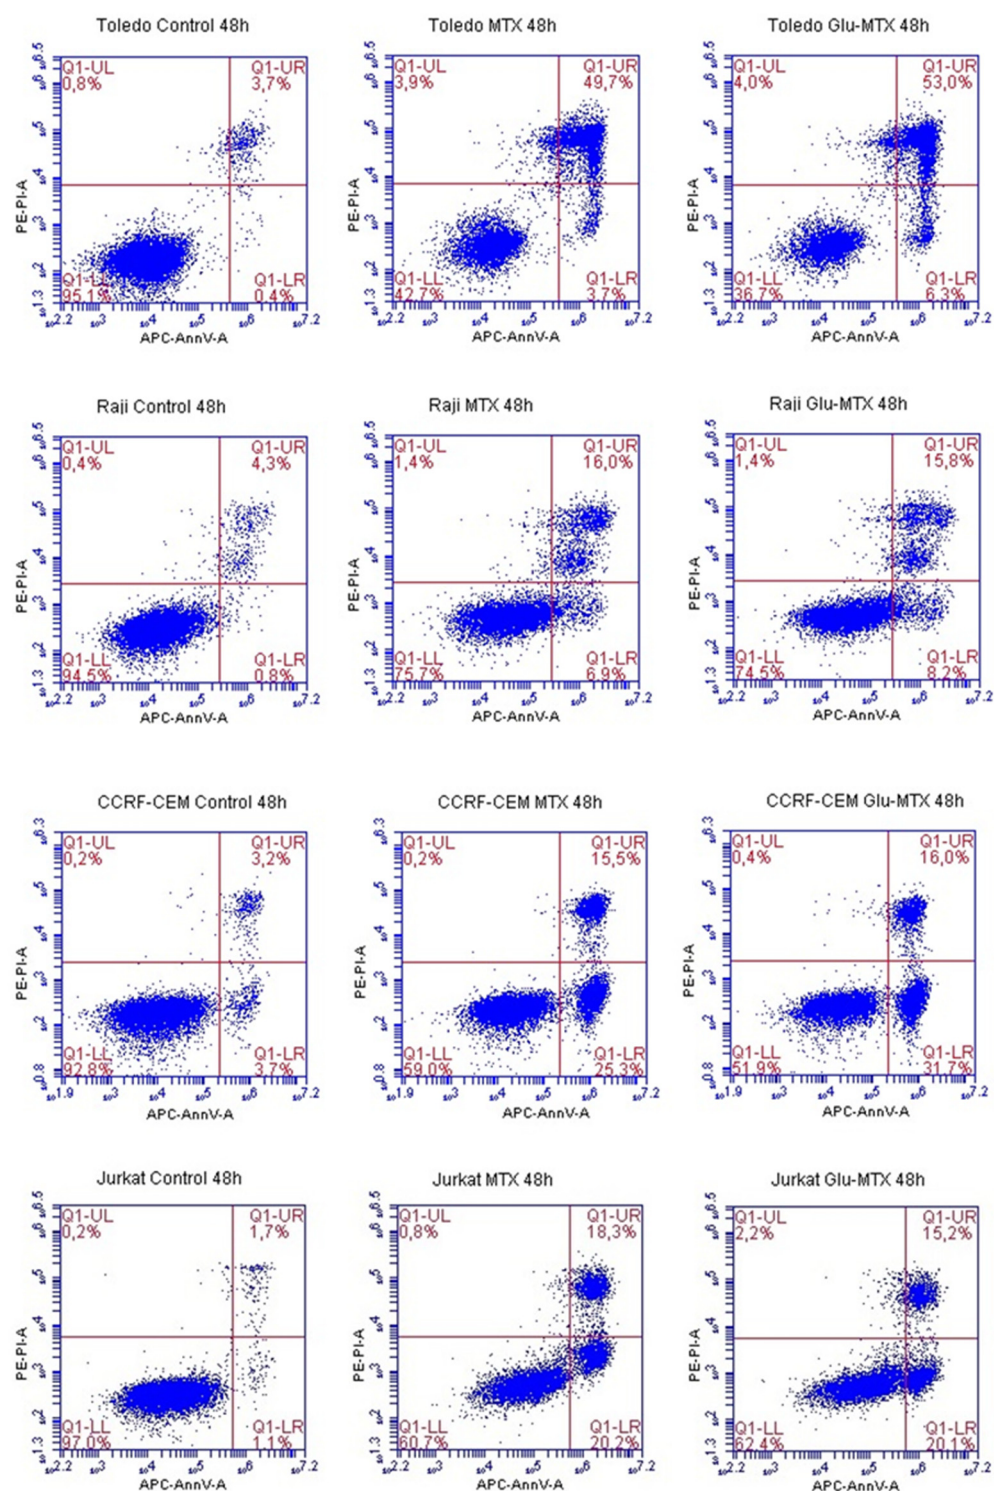 Toledo Control 48h
Toledo MTX 48h
Toledo Glu-MTX 48h
Q1-UL Q1-UR
0,8% 3,7%
Q1-LL Q1-LR
95,1% 0,4%
Q1-UL Q1-UR
3,9% 49,7%
Q1-LL Q1-LR
42,7% 3,7%
Q1-UL Q1-UR
4,0% 53,0%
Q1-LL Q1-LR
36,7% 6,3%
PE-PI-A
PE-PI-A
PE-PI-A
APC-AnnV-A
APC-AnnV-A
APC-AnnV-A
Raji Control 48h
Raji MTX 48h
Raji Glu-MTX 48h
Q1-UL Q1-UR
0,4% 4,3%
Q1-LL Q1-LR
94,5% 0,8%
Q1-UL Q1-UR
1,4% 16,0%
Q1-LL Q1-LR
75,7% 6,9%
Q1-UL Q1-UR
1,4% 15,8%
Q1-LL Q1-LR
74,5% 8,2%
PE-PI-A
PE-PI-A
PE-PI-A
APC-AnnV-A
APC-AnnV-A
APC-AnnV-A
CCRF-CEM Control 48h
CCRF-CEM MTX 48h
CCRF-CEM Glu-MTX 48h
Q1-UL Q1-UR
0,2% 3,2%
Q1-LL Q1-LR
92,8% 3,7%
Q1-UL Q1-UR
0,2% 15,5%
Q1-LL Q1-LR
59,0% 25,3%
Q1-UL Q1-UR
0,4% 16,0%
Q1-LL Q1-LR
51,9% 31,7%
PE-PI-A
PE-PI-A
PE-PI-A
APC-AnnV-A
APC-AnnV-A
APC-AnnV-A
Jurkat Control 48h
Jurkat MTX 48h
Jurkat Glu-MTX 48h
Q1-UL Q1-UR
0,2% 1,7%
Q1-LL Q1-LR
97,0% 1,1%
Q1-UL Q1-UR
0,8% 18,3%
Q1-LL Q1-LR
60,7% 20,2%
Q1-UL Q1-UR
2,2% 15,2%
Q1-LL Q1-LR
62,4% 20,1%
PE-PI-A
PE-PI-A
PE-PI-A
APC-AnnV-A
APC-AnnV-A
APC-AnnV-A